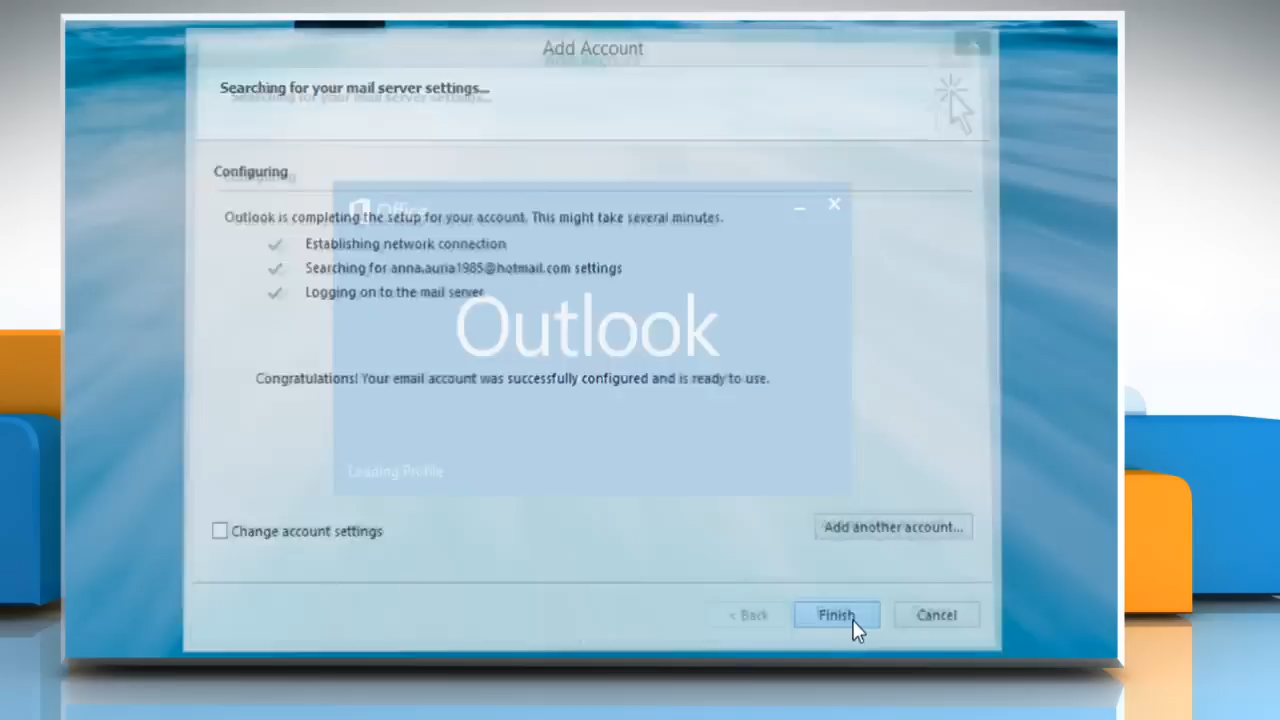 Add Account
Searching for your mail server settings...
Configuring
Office
Outlook is completing the setup for your account. This might take several minutes.
Establishing network connection
Searching for anna.auria1985@hotmail.com settings
Logging on to the mail server
Outlook
Congratulations! Your email account was successfully configured and is ready to use.
Loading Profile
Change account settings
Add another account...
< Back
Finish
Cancel